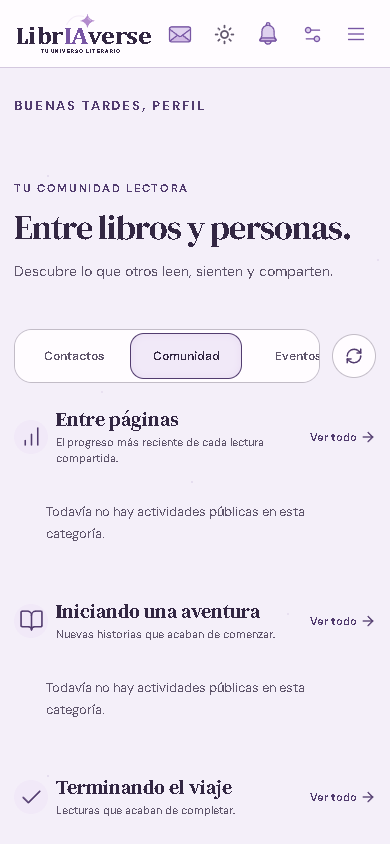 LibrIAverse
TU UNIVERSO LITERARIO
BUENAS TARDES, PERFIL
TU COMUNIDAD LECTORA
Entre libros y personas.
Descubre lo que otros leen, sienten y comparten.
Contactos Comunidad Eventos
Entre páginas
El progreso más reciente de cada lectura
compartida.
Ver todo
Todavía no hay actividades públicas en esta
categoría.
Iniciando una aventura
Nuevas historias que acaban de comenzar.
Ver todo
Todavía no hay actividades públicas en esta
categoría.
Terminando el viaje
Lecturas que acaban de completar.
Ver todo